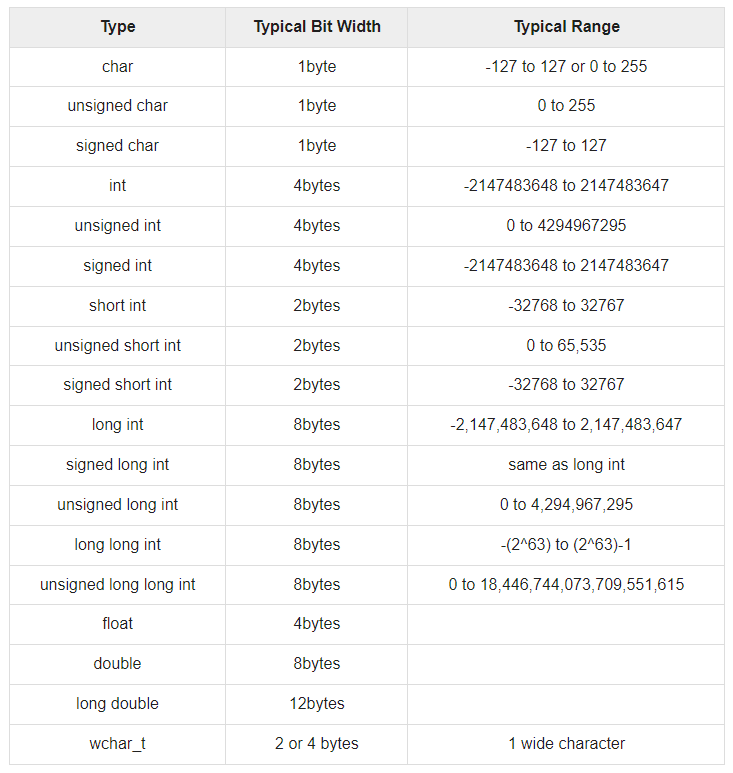 Type Typical Bit Width Typical Range
char 1byte -127 to 127 or 0 to 255
unsigned char 1byte 0 to 255
signed char 1byte -127 to 127
int 4bytes -2147483648 to 2147483647
unsigned int 4bytes 0 to 4294967295
signed int 4bytes -2147483648 to 2147483647
short int 2bytes -32768 to 32767
unsigned short int 2bytes 0 to 65,535
signed short int 2bytes -32768 to 32767
long int 8bytes -2,147,483,648 to 2,147,483,647
signed long int 8bytes same as long int
unsigned long int 8bytes 0 to 4,294,967,295
long long int 8bytes -(2^63) to (2^63)-1
unsigned long long int 8bytes 0 to 18,446,744,073,709,551,615
float 4bytes
double 8bytes
long double 12bytes
wchar_t 2 or 4 bytes 1 wide character